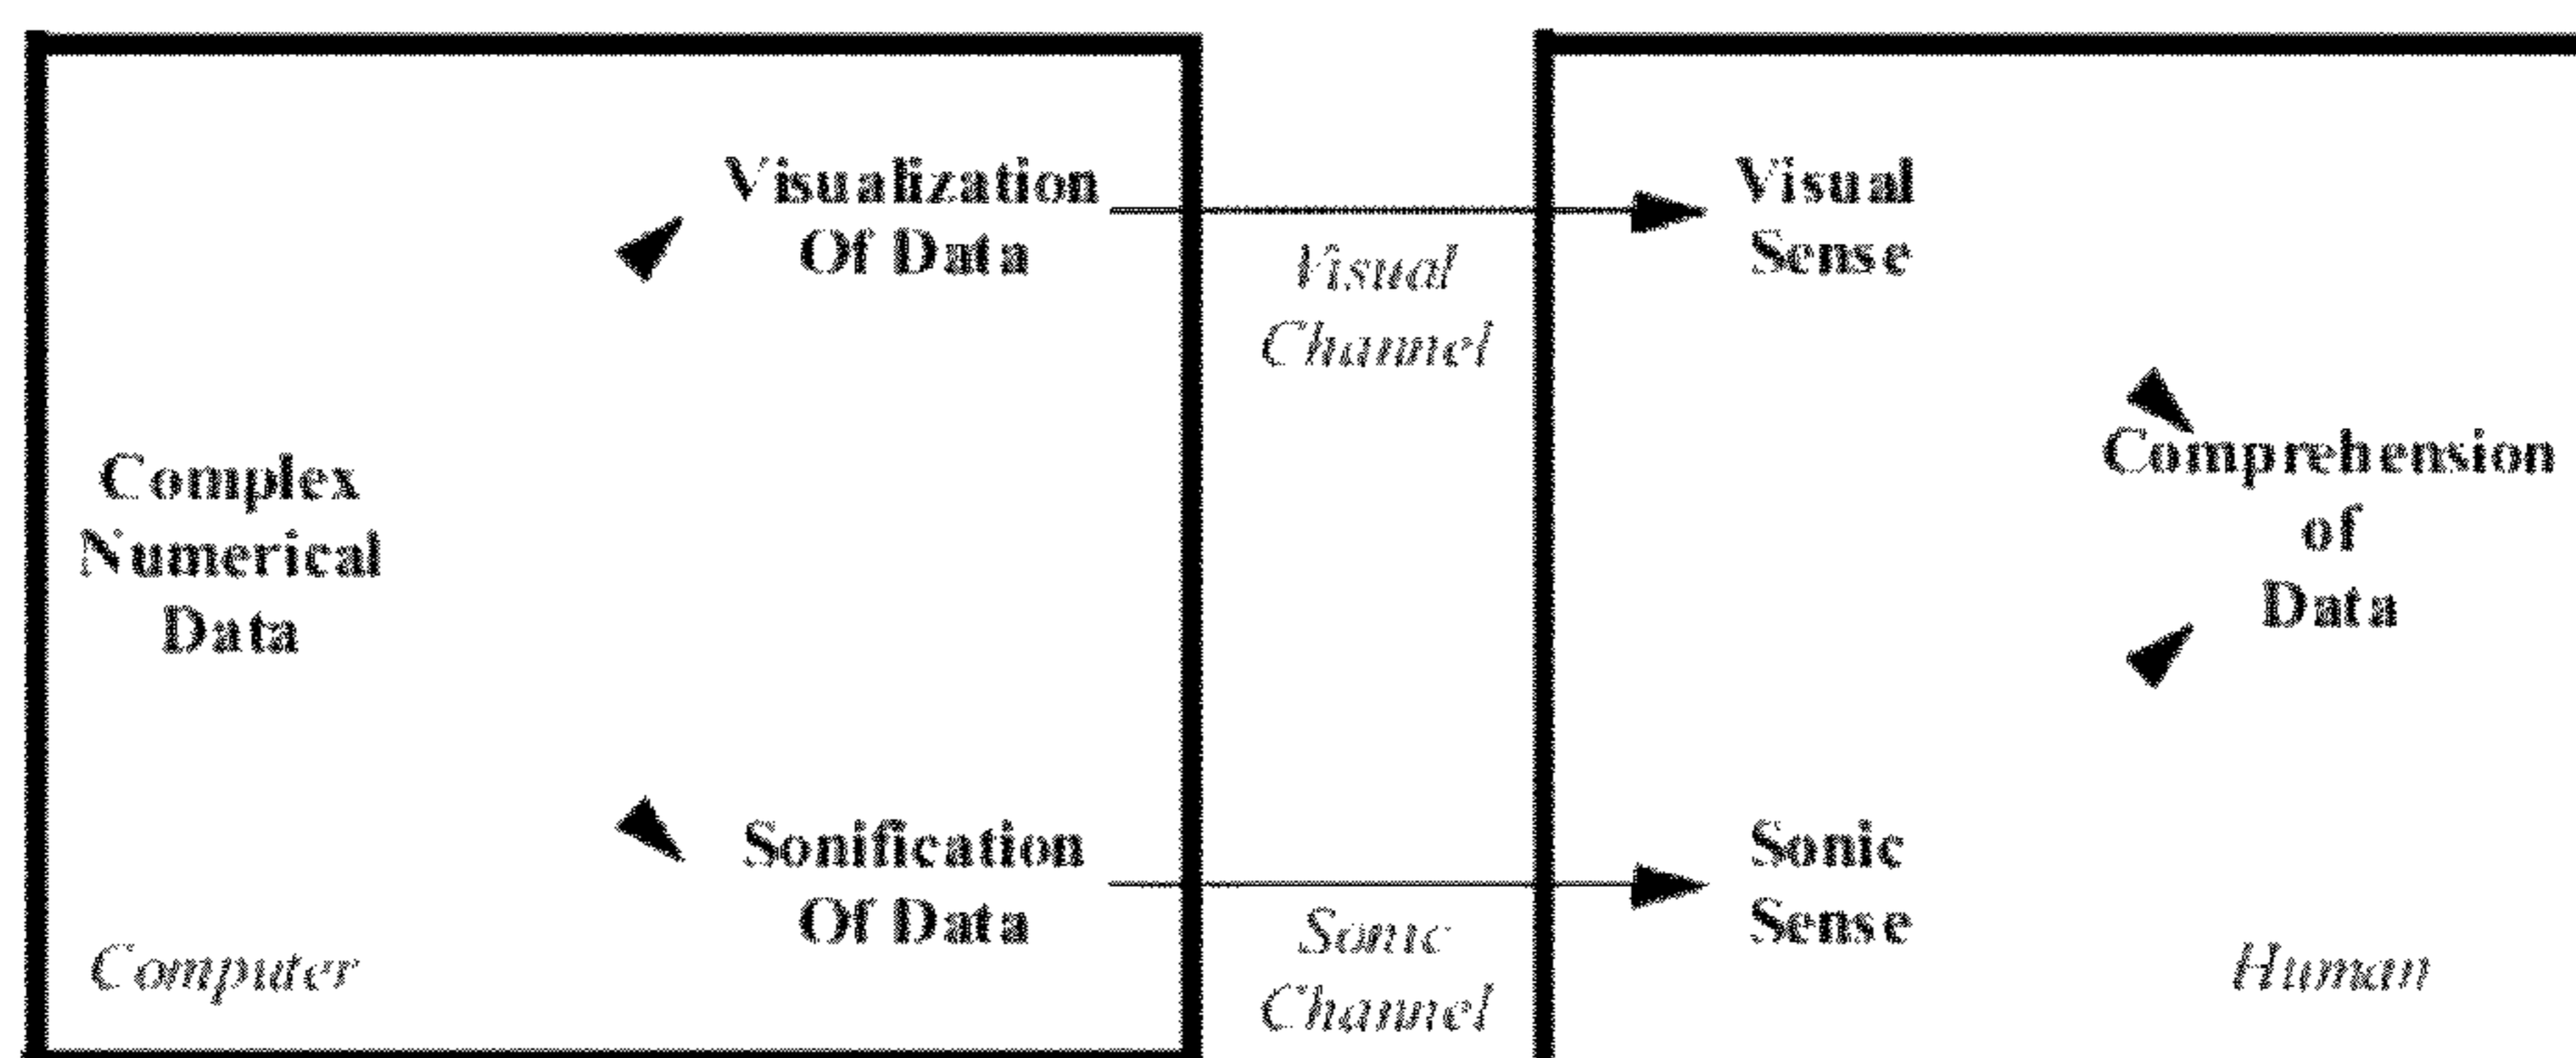 Visualization
Of Data
Visual
Channel
Visual
Sense
Complex
Numerical
Data
Comprehension
of
Data
Sonification
Of Data
Sonic
Channel
Sonic
Sense
Computer
Human